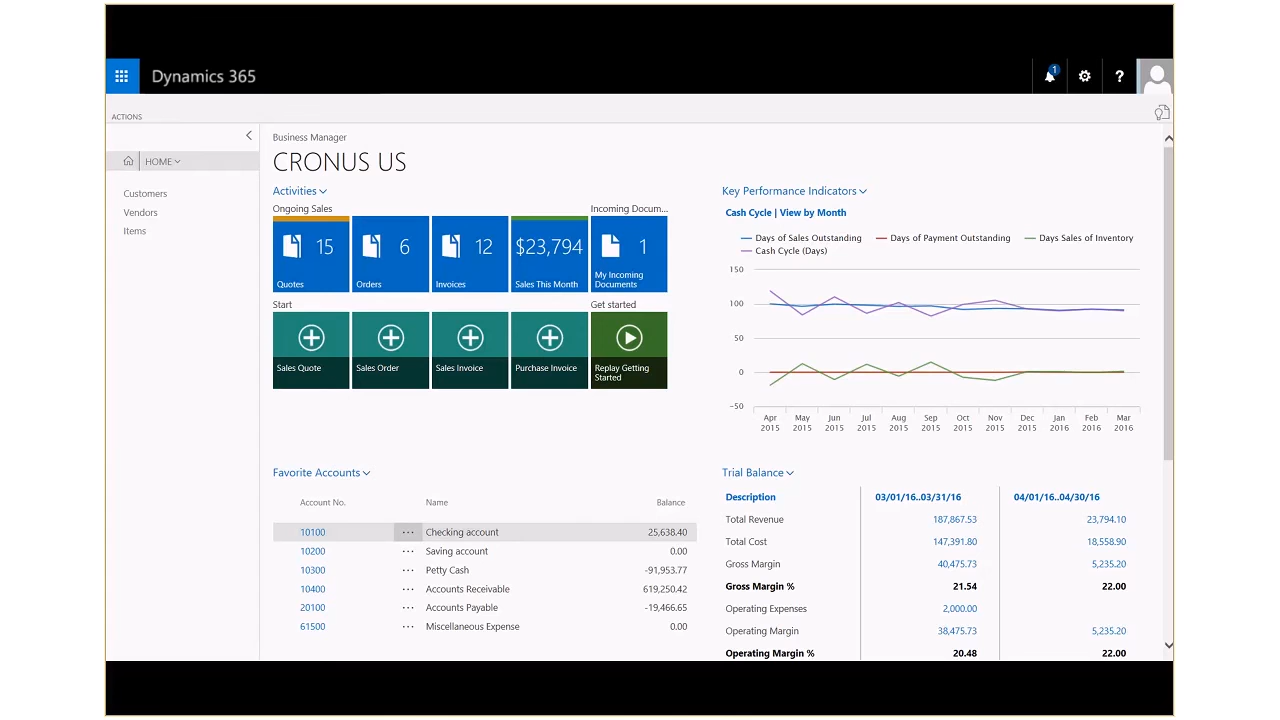 Dynamics 365
1
?
ACTIONS
HOME
Customers
Vendors
Items
Business Manager
CRONUS US
Activities
Ongoing Sales
Incoming Docum...
15
Quotes
6
Orders
12
Invoices
$23,794
Sales This Month
1
My Incoming
Documents
Start
Get started
Sales Quote
Sales Order
Sales Invoice
Purchase Invoice
Replay Getting
Started
Key Performance Indicators
Cash Cycle | View by Month
Days of Sales Outstanding Days of Payment Outstanding Days Sales of Inventory
Cash Cycle (Days)
150
100
50
0
−50
Apr May Jun Jul Aug Sep Oct Nov Dec Jan Feb Mar
2015 2015 2015 2015 2015 2015 2015 2015 2015 2016 2016 2016
Favorite Accounts
Account No. Name Balance
10100 ··· Checking account 25,638.40
10200 ··· Saving account 0.00
10300 ··· Petty Cash -91,953.77
10400 ··· Accounts Receivable 619,250.42
20100 ··· Accounts Payable -19,466.65
61500 ··· Miscellaneous Expense 0.00
Trial Balance
Description 03/01/16..03/31/16 04/01/16..04/30/16
Total Revenue 187,867.53 23,794.10
Total Cost 147,391.80 18,558.90
Gross Margin 40,475.73 5,235.20
Gross Margin % 21.54 22.00
Operating Expenses 2,000.00
Operating Margin 38,475.73 5,235.20
Operating Margin % 20.48 22.00